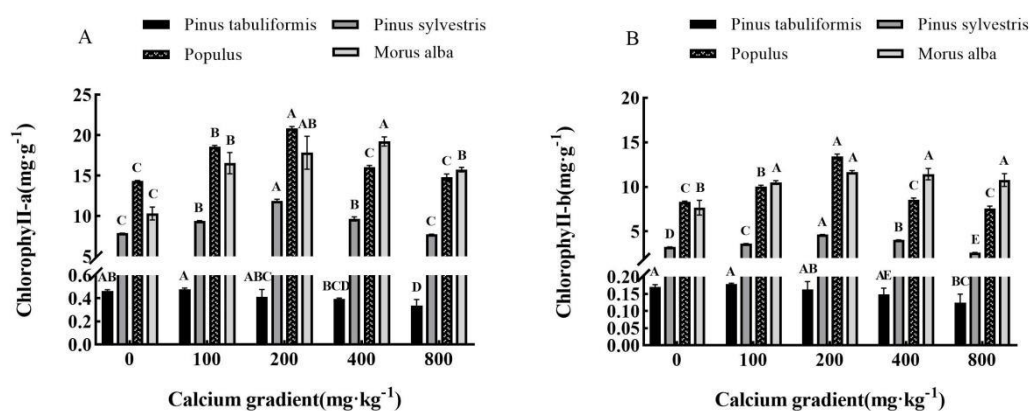 A
Pinus tabuliformis
Pinus sylvestris
Populus
Morus alba
ChlorophyII-a(mg·g-1)
25
20
15
10
5
0.6
0.4
0.2
0.0
C C C
B B B
A A AB
B C A
C C B
AB A ABC BCD D
0 100 200 400 800
Calcium gradient(mg·kg-1)
B
Pinus tabuliformis
Pinus sylvestris
Populus
Morus alba
ChlorophyII-b(mg·g-1)
20
15
10
5
0.20
0.15
0.10
0.05
0.00
D C B
C B A
A A A
B C A
E C A
A A AB AE BC
0 100 200 400 800
Calcium gradient(mg·kg-1)